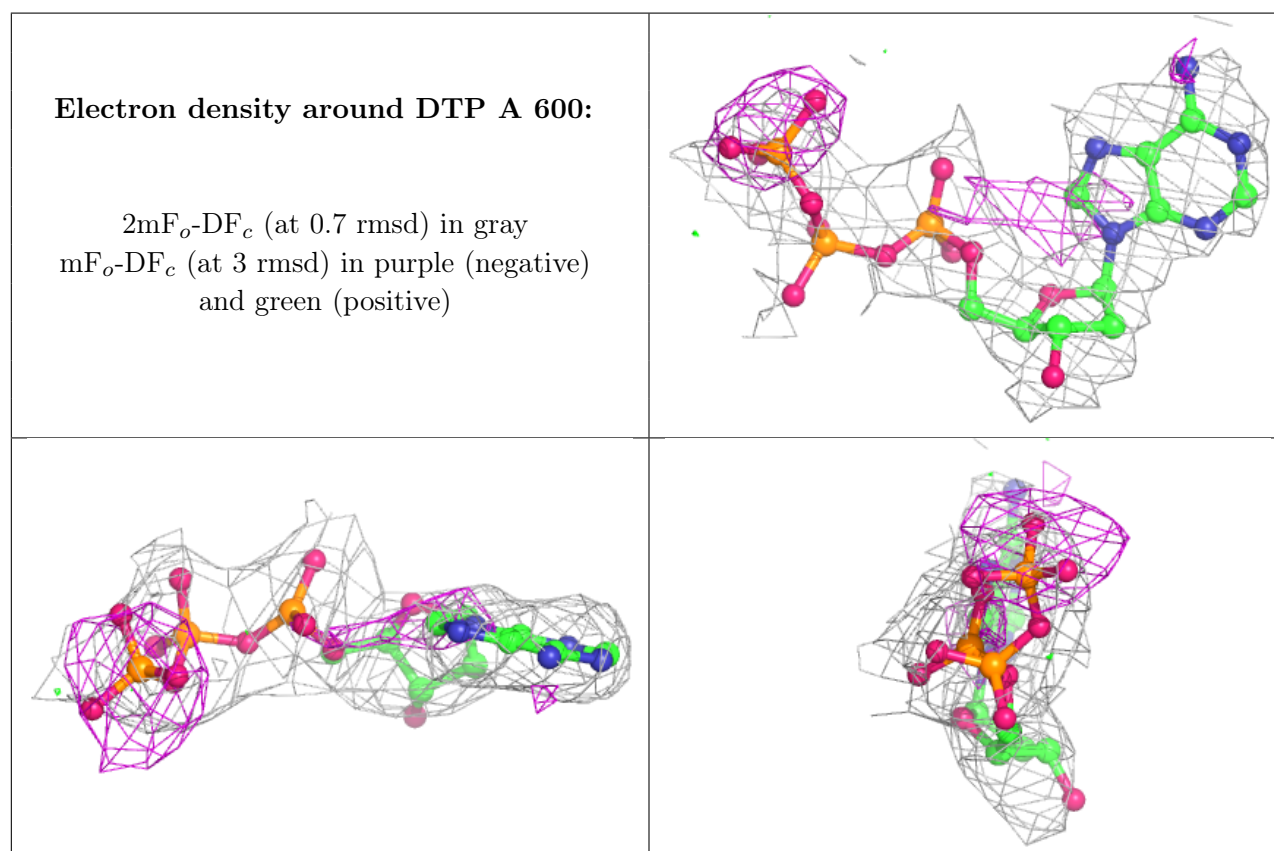 Electron density around DTP A 600:
2mFo-DFc (at 0.7 rmsd) in gray
mFo-DFc (at 3 rmsd) in purple (negative)
and green (positive)